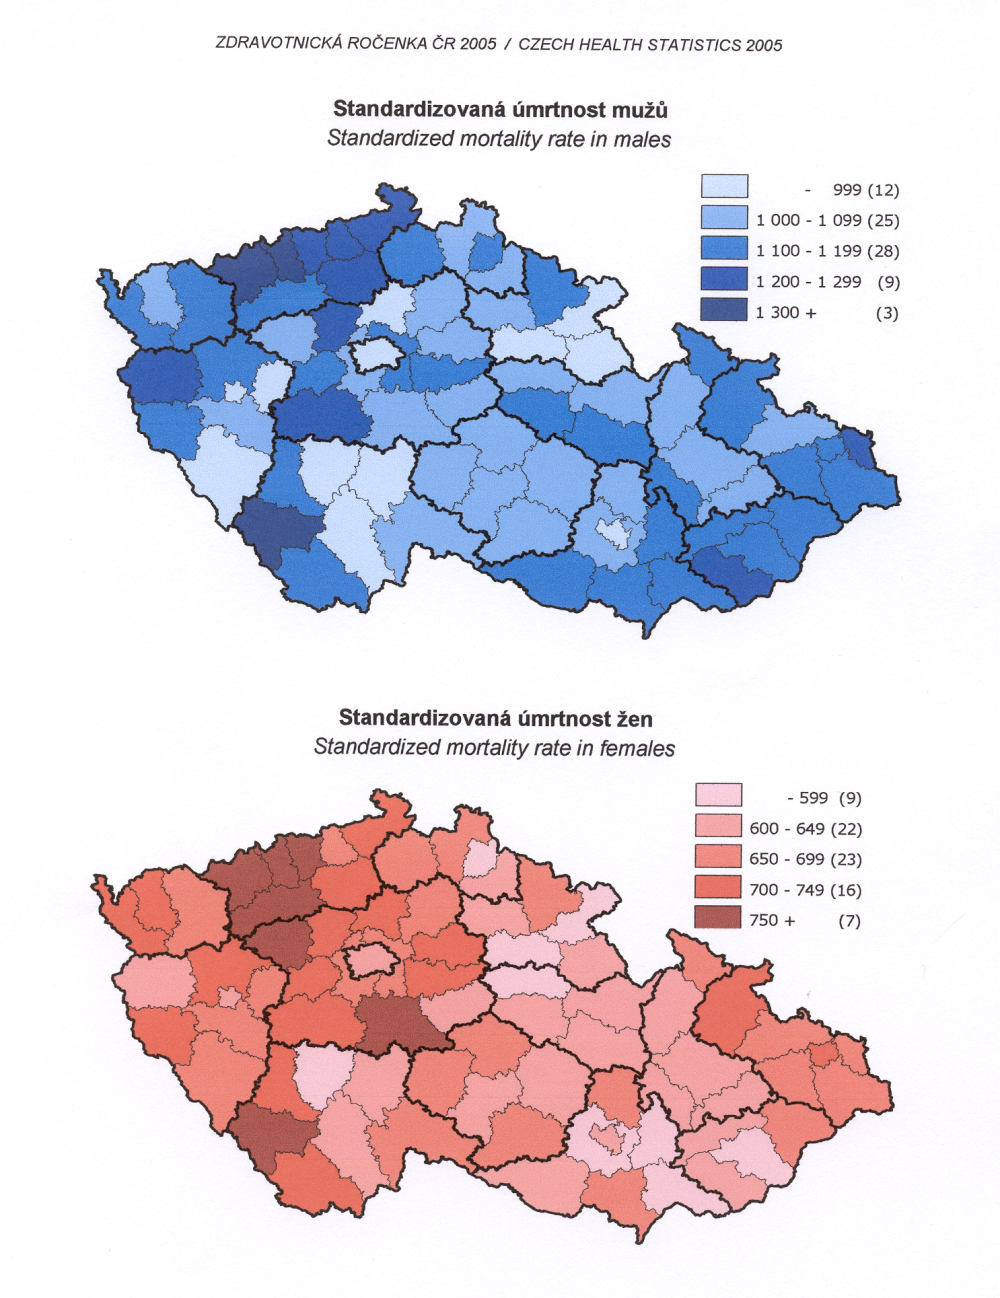 ZDRAVOTNICKÁ ROČENKA ČR 2005 / CZECH HEALTH STATISTICS 2005
Standardizovaná úmrtnost mužů
Standardized mortality rate in males
- 999 (12)
1 000 - 1 099 (25)
1 100 - 1 199 (28)
1 200 - 1 299 (9)
1 300 + (3)
Standardizovaná úmrtnost žen
Standardized mortality rate in females
- 599 (9)
600 - 649 (22)
650 - 699 (23)
700 - 749 (16)
750 + (7)